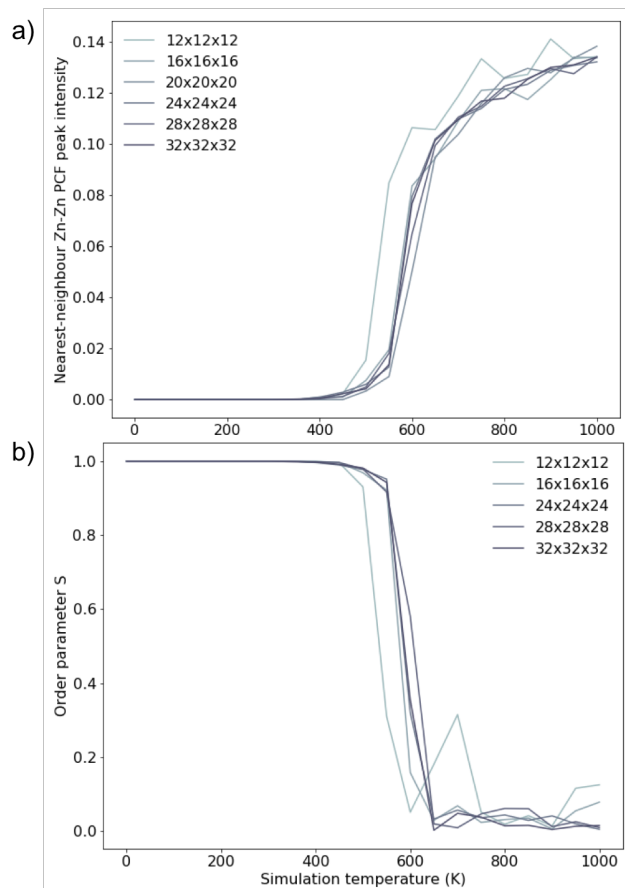 a)
Nearest-neighbour Zn-Zn PCF peak intensity
0.14
0.12
0.10
0.08
0.06
0.04
0.02
0.00
12x12x12
16x16x16
20x20x20
24x24x24
28x28x28
32x32x32
0 200 400 600 800 1000
b)
Order parameter S
1.0
0.8
0.6
0.4
0.2
0.0
12x12x12
16x16x16
24x24x24
28x28x28
32x32x32
0 200 400 600 800 1000
Simulation temperature (K)